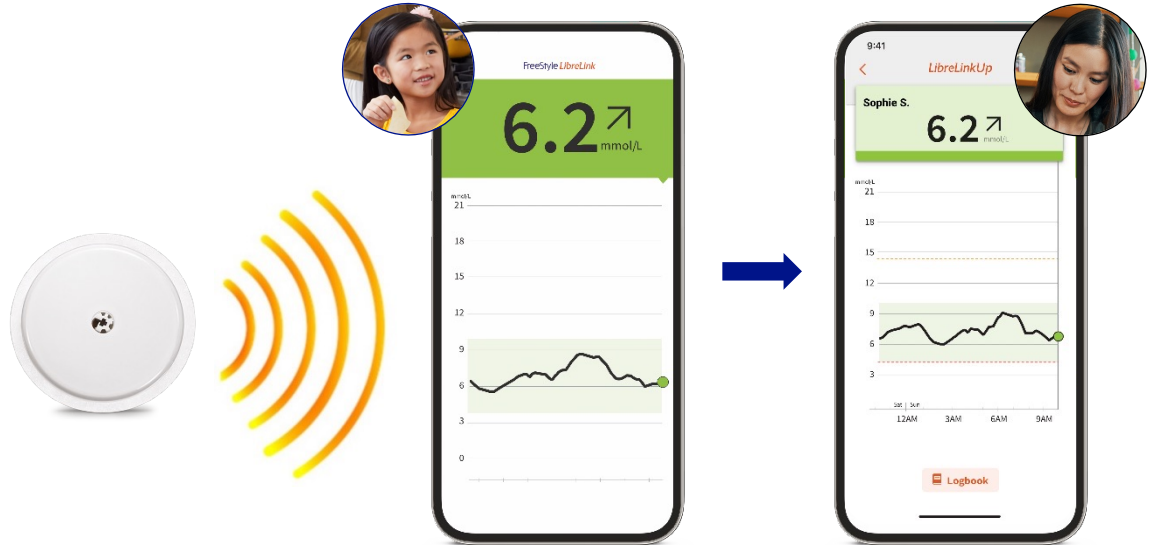 FreeStyle LibreLink
6.2
mmol/L
mmol/L
21
18
15
12
9
6
3
0
9:41
LibreLinkUp
Sophie S.
6.2
mmol/L
mmol/L
21
18
15
12
9
6
3
Sat | Sun
12AM 3AM 6AM 9AM
Logbook